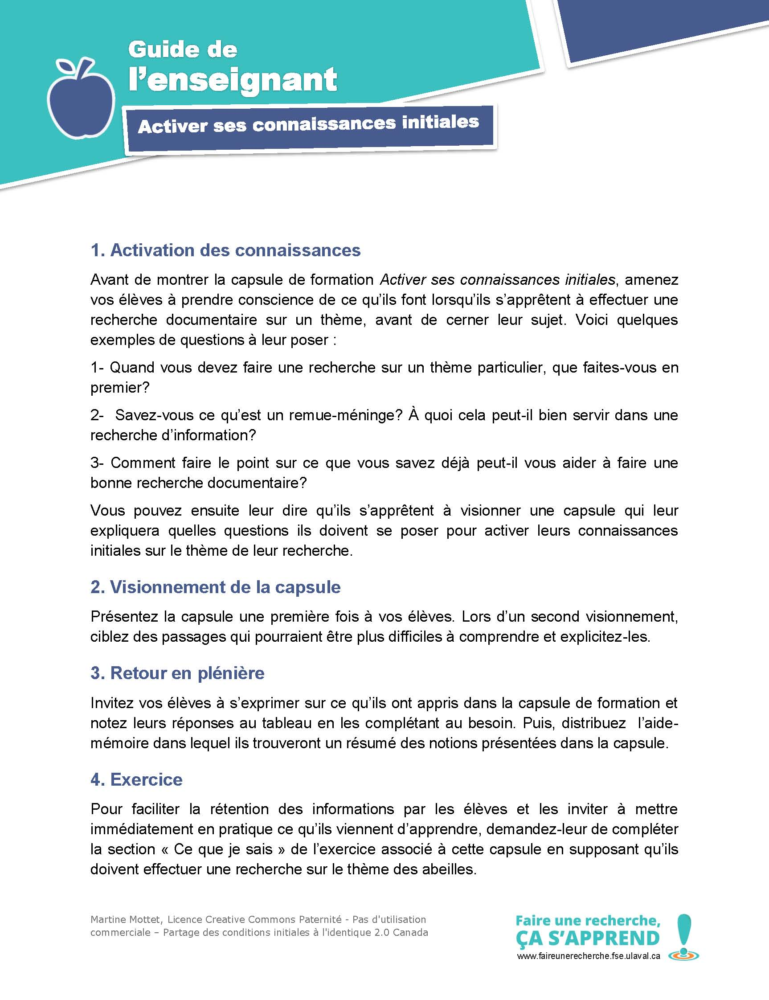 Guide de
l’enseignant
Activer ses connaissances initiales
1. Activation des connaissances
Avant de montrer la capsule de formation Activer ses connaissances initiales, amenez
vos élèves à prendre conscience de ce qu’ils font lorsqu’ils s’apprêtent à effectuer une
recherche documentaire sur un thème, avant de cerner leur sujet. Voici quelques
exemples de questions à leur poser :
1- Quand vous devez faire une recherche sur un thème particulier, que faites-vous en
premier?
2- Savez-vous ce qu’est un remue-méninge? À quoi cela peut-il bien servir dans une
recherche d’information?
3- Comment faire le point sur ce que vous savez déjà peut-il vous aider à faire une
bonne recherche documentaire?
Vous pouvez ensuite leur dire qu’ils s’apprêtent à visionner une capsule qui leur
expliquera quelles questions ils doivent se poser pour activer leurs connaissances
initiales sur le thème de leur recherche.
2. Visionnement de la capsule
Présentez la capsule une première fois à vos élèves. Lors d’un second visionnement,
ciblez des passages qui pourraient être plus difficiles à comprendre et explicitez-les.
3. Retour en plénière
Invitez vos élèves à s’exprimer sur ce qu’ils ont appris dans la capsule de formation et
notez leurs réponses au tableau en les complétant au besoin. Puis, distribuez l’aide-
mémoire dans lequel ils trouveront un résumé des notions présentées dans la capsule.
4. Exercice
Pour faciliter la rétention des informations par les élèves et les inviter à mettre
immédiatement en pratique ce qu’ils viennent d’apprendre, demandez-leur de compléter
la section « Ce que je sais » de l’exercice associé à cette capsule en supposant qu’ils
doivent effectuer une recherche sur le thème des abeilles.
Martine Mottet, Licence Creative Commons Paternité - Pas d'utilisation
commerciale – Partage des conditions initiales à l'identique 2.0 Canada
Faire une recherche,
ÇA S’APPREND
www.faireunerecherche.fse.ulaval.ca